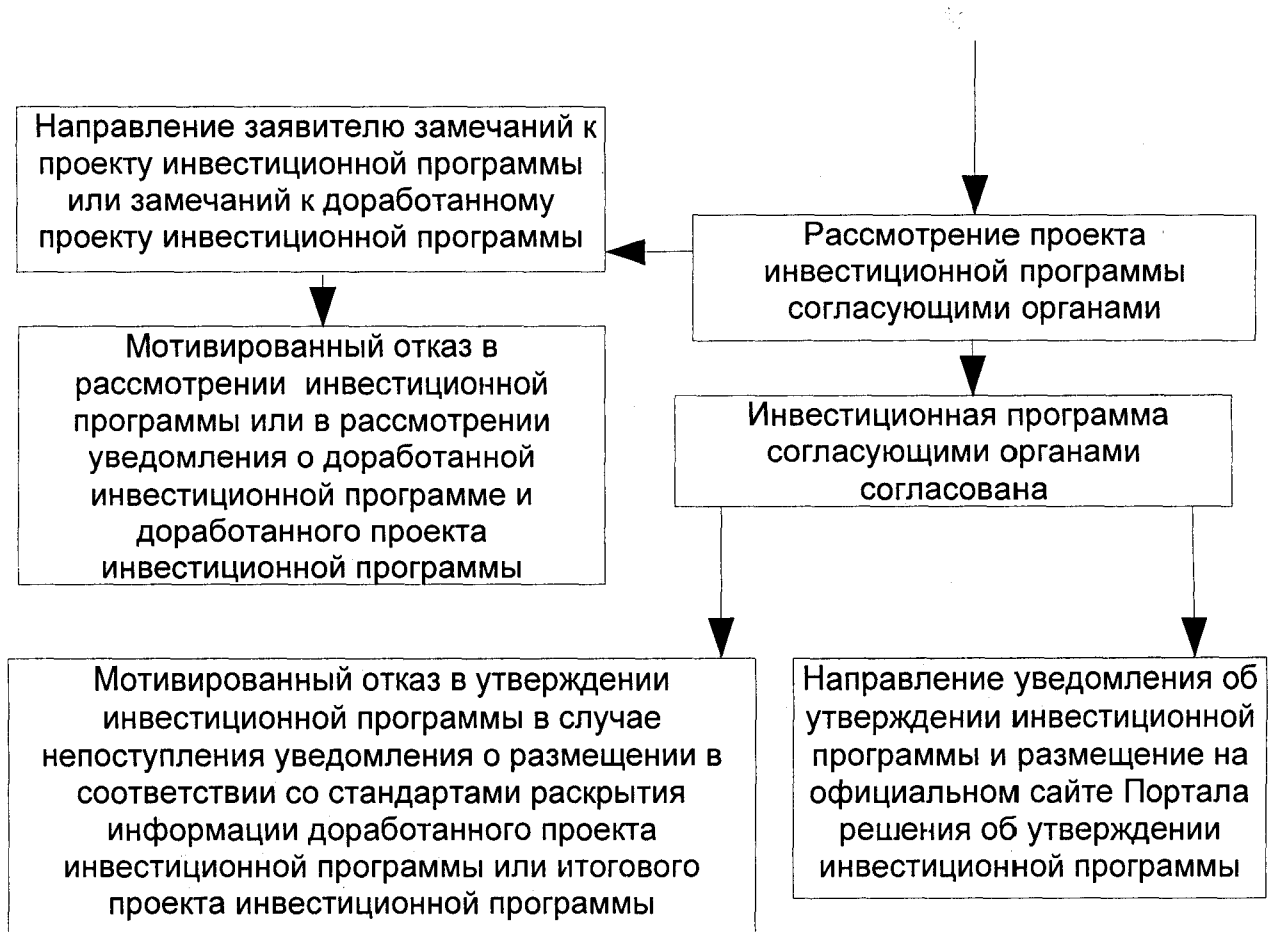 Направление заявителю замечаний к
проекту инвестиционной программы
или замечаний к доработанному
проекту инвестиционной программы
Рассмотрение проекта
инвестиционной программы
согласующими органами
Мотивированный отказ в
рассмотрении инвестиционной
программы или в рассмотрении
уведомления о доработанной
инвестиционной программе и
доработанного проекта
инвестиционной программы
Инвестиционная программа
согласующими органами
согласована
Мотивированный отказ в утверждении
инвестиционной программы в случае
непоступления уведомления о размещении в
соответствии со стандартами раскрытия
информации доработанного проекта
инвестиционной программы или итогового
проекта инвестиционной программы
Направление уведомления об
утверждении инвестиционной
программы и размещение на
официальном сайте Портала
решения об утверждении
инвестиционной программы